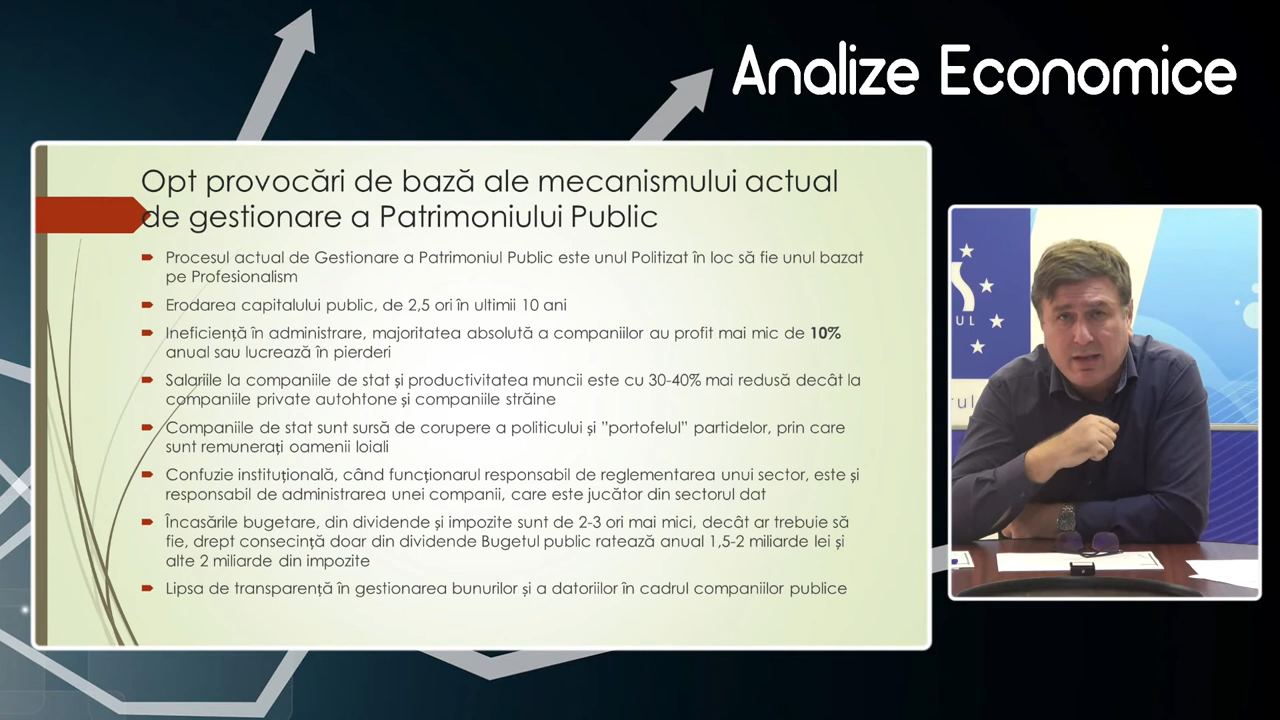 Analize Economice
Opt provocări de bază ale mecanismului actual
de gestionare a Patrimoniului Public
Procesul actual de Gestionare a Patrimoniul Public este unul Politizat în loc să fie unul bazat
pe Profesionalism
Erodarea capitalului public, de 2,5 ori în ultimii 10 ani
Ineficiență în administrare, majoritatea absolută a companiilor au profit mai mic de 10%
anual sau lucrează în pierderi
Salariile la companiile de stat și productivitatea muncii este cu 30-40% mai redusă decât la
companiile private autohtone și companiile străine
Companiile de stat sunt sursă de corupere a politicului și ”portofelul” partidelor, prin care
sunt remunerați oamenii loiali
Confuzie instituțională, când funcționarul responsabil de reglementarea unui sector, este și
responsabil de administrarea unei companii, care este jucător din sectorul dat
Încasările bugetare, din dividende și impozite sunt de 2-3 ori mai mici, decât ar trebuie să
fie, drept consecință doar din dividende Bugetul public ratează anual 1,5-2 miliarde lei și
alte 2 miliarde din impozite
Lipsa de transparență în gestionarea bunurilor și a datoriilor în cadrul companiilor publice